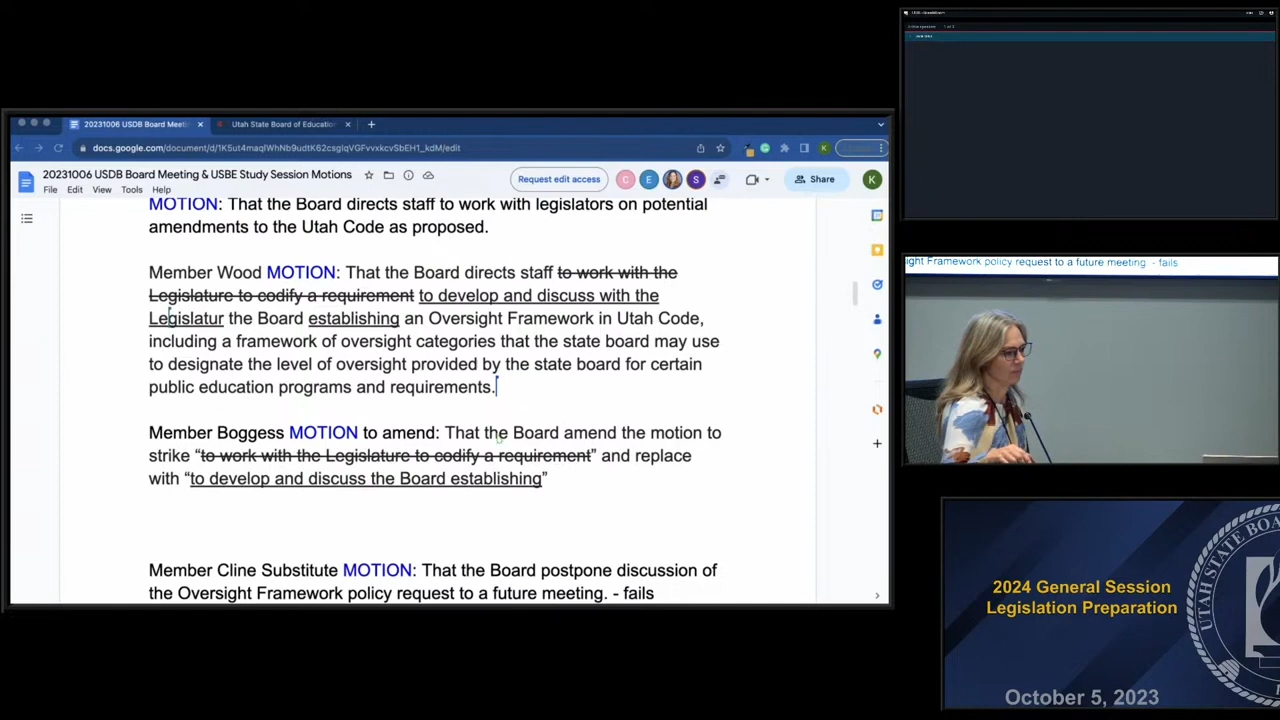 20231006 USDB Board Meeti
Utah State Board of Education
docs.google.com/document/d/1K5ut4maqlWhNb9udtK62csglqVGFvvxkcvSbEH1_kdM/edit
K
20231006 USDB Board Meeting & USBE Study Session Motions
File Edit View Tools Help
Request edit access
C E S
Share
K
MOTION: That the Board directs staff to work with legislators on potential
amendments to the Utah Code as proposed.
Member Wood MOTION: That the Board directs staff to work with the
Legislature to codify a requirement to develop and discuss with the
Legislatur the Board establishing an Oversight Framework in Utah Code,
including a framework of oversight categories that the state board may use
to designate the level of oversight provided by the state board for certain
public education programs and requirements.
Member Boggess MOTION to amend: That the Board amend the motion to
strike “to work with the Legislature to codify a requirement” and replace
with “to develop and discuss the Board establishing”
Member Cline Substitute MOTION: That the Board postpone discussion of
the Oversight Framework policy request to a future meeting. - fails
ight Framework policy request to a future meeting - fails
2024 General Session
Legislation Preparation
UTAH STATE BOA
October 5, 2023